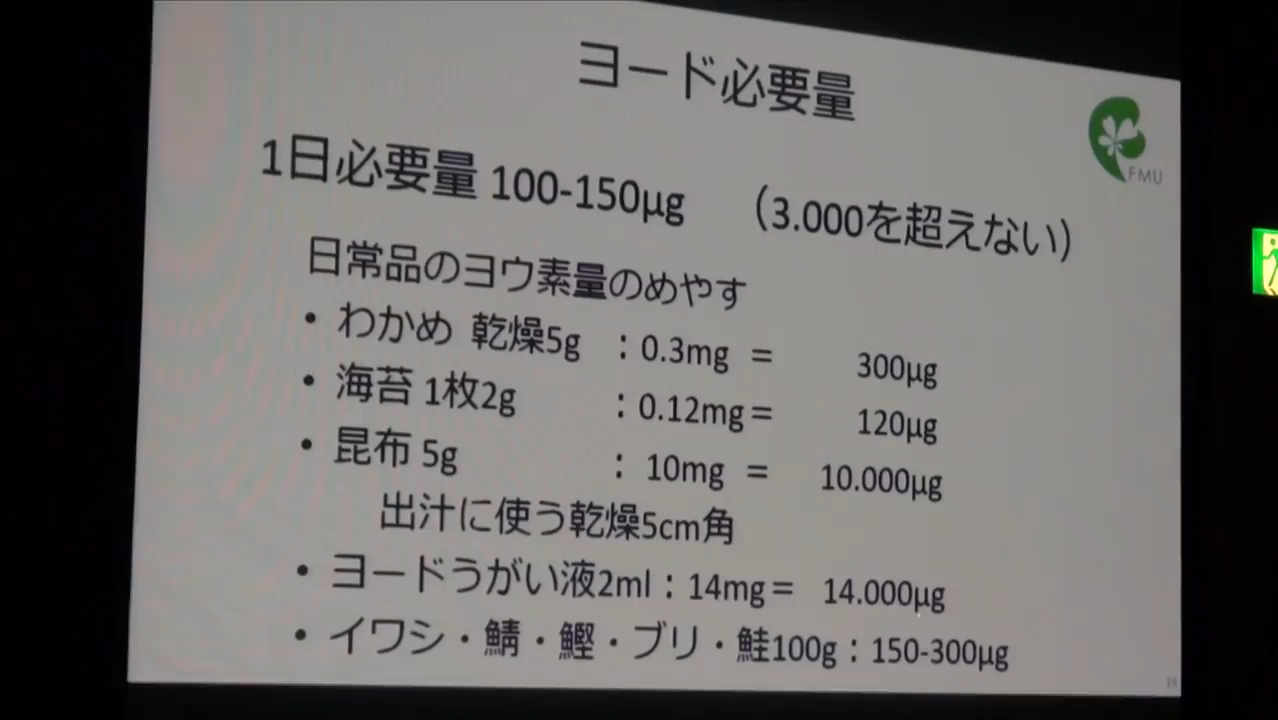 ヨード必要量
FMU
1日必要量 100-150µg （3.000を超えない）
日常品のヨウ素量のめやす
• わかめ 乾燥5g ：0.3mg = 300µg
• 海苔 1枚2g ：0.12mg= 120µg
• 昆布 5g ： 10mg = 10.000µg
出汁に使う乾燥5cm角
• ヨードうがい液2ml：14mg= 14.000µg
• イワシ・鯖・鰹・ブリ・鮭100g：150-300µg